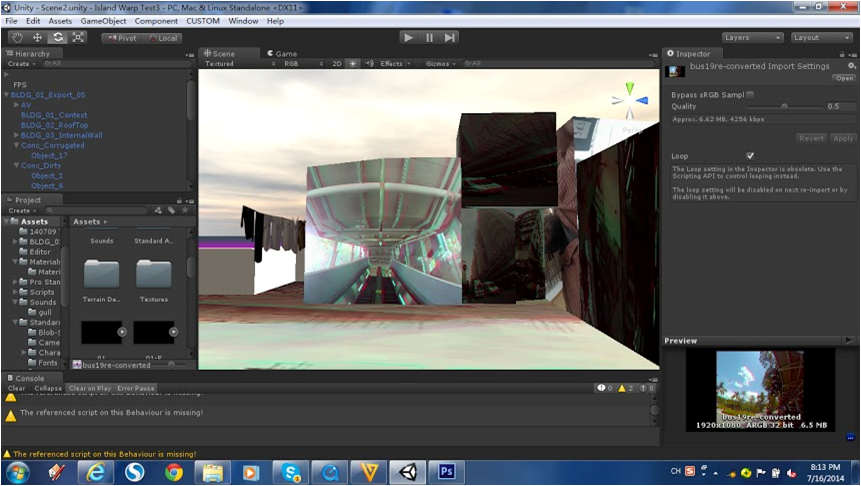 Unity - Scene2.unity - Island Warp Test3 - PC, Mac & Linux Standalone <DX11>
File Edit Assets GameObject Component CUSTOM Window Help
Pivot Local Layers Layout
Hierarchy
Create All
FPS
BLDG_01_Export_05
AV
BLDG_01_Context
BLDG_02_RoofTop
BLDG_03_InternalWall
Conc_Corrugated
Object_17
Conc_Dirty
Object_1
Object_6
Project
Create
Assets
140709
BLDG_0
Editor
Materials
Materi
Pro Stan
Scripts
Sounds
gull
Standard
Blob-S
Came
Chara
Fonts
Assets
Sounds Standard A...
Terrain De... Textures
bus19re-converted
Scene Game
Textured RGB 2D Effects Gizmos All
Inspector
bus19re-converted Import Settings
Open
Bypass sRGB Sampl
Quality 0.5
Approx. 6.62 MB, 4256 kbps
Revert Apply
Loop
The Loop setting in the Inspector is obsolete. Use the
Scripting API to control looping instead.
The loop setting will be disabled on next re-import or by
disabling it above.
Preview
bus19re-converted
1920x1080, ARGB 32 bit 6.5 MB
Console
Clear Collapse Clear on Play Error Pause 0 2 0
The referenced script on this Behaviour is missing!
The referenced script on this Behaviour is missing!
The referenced script on this Behaviour is missing!
CH
8:13 PM
7/16/2014